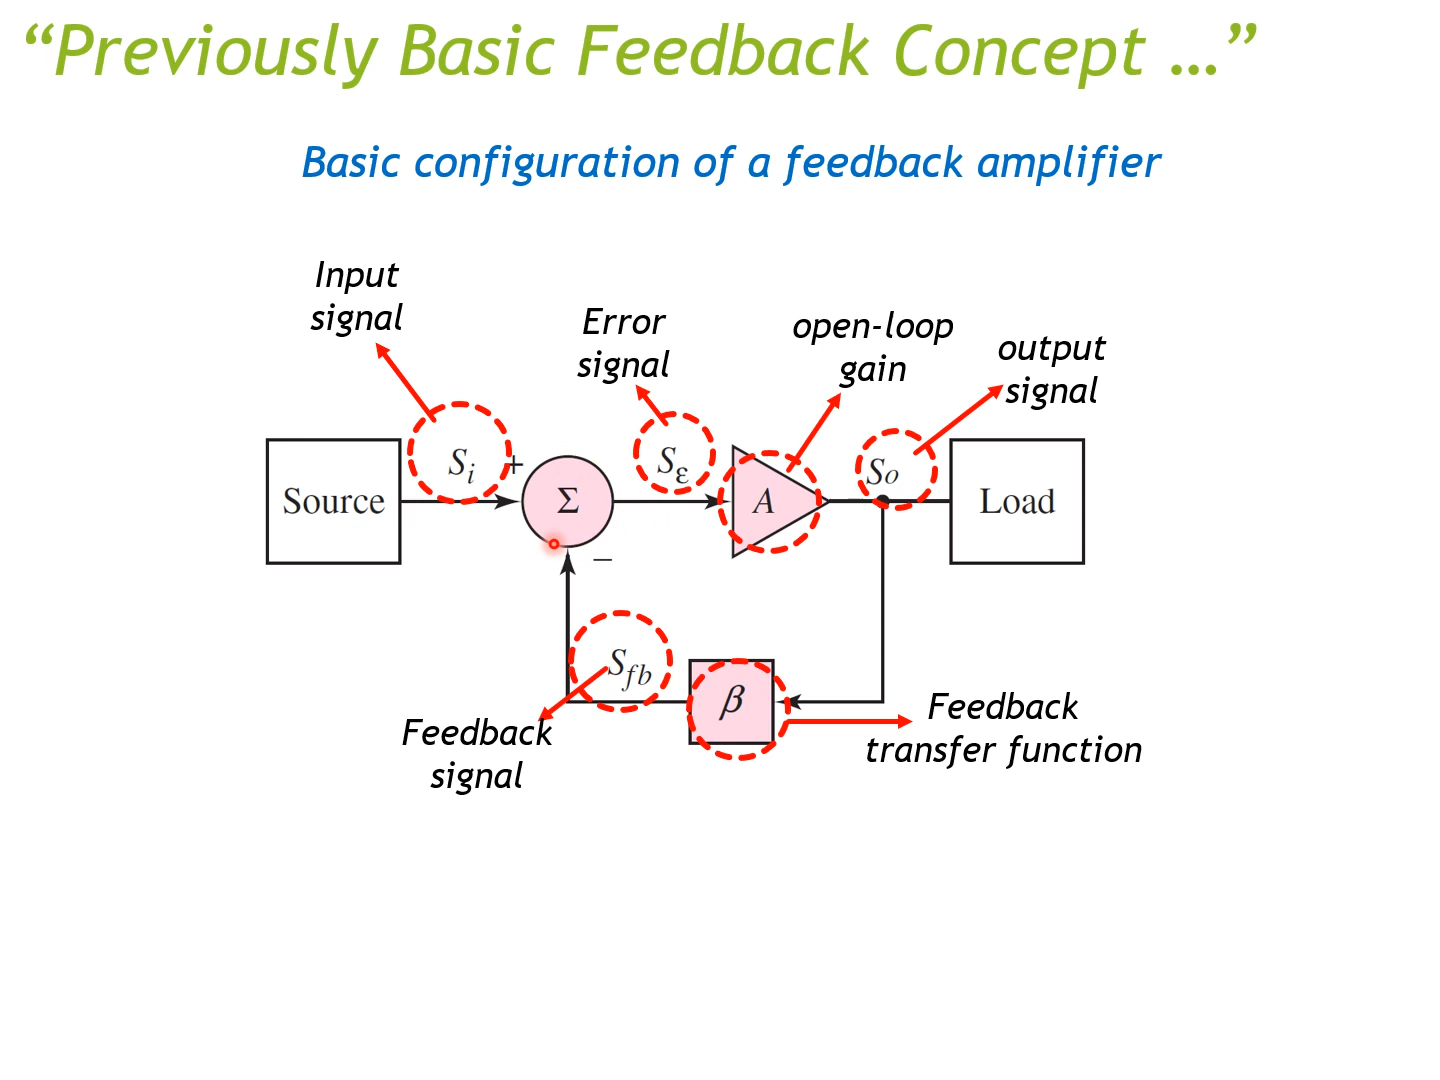 “Previously Basic Feedback Concept …”
Basic configuration of a feedback amplifier
Input
signal
Error
signal
open-loop
gain
output
signal
Source
Si
+
Σ
Sε
A
So
Load
−
Sfb
β
Feedback
signal
Feedback
transfer function